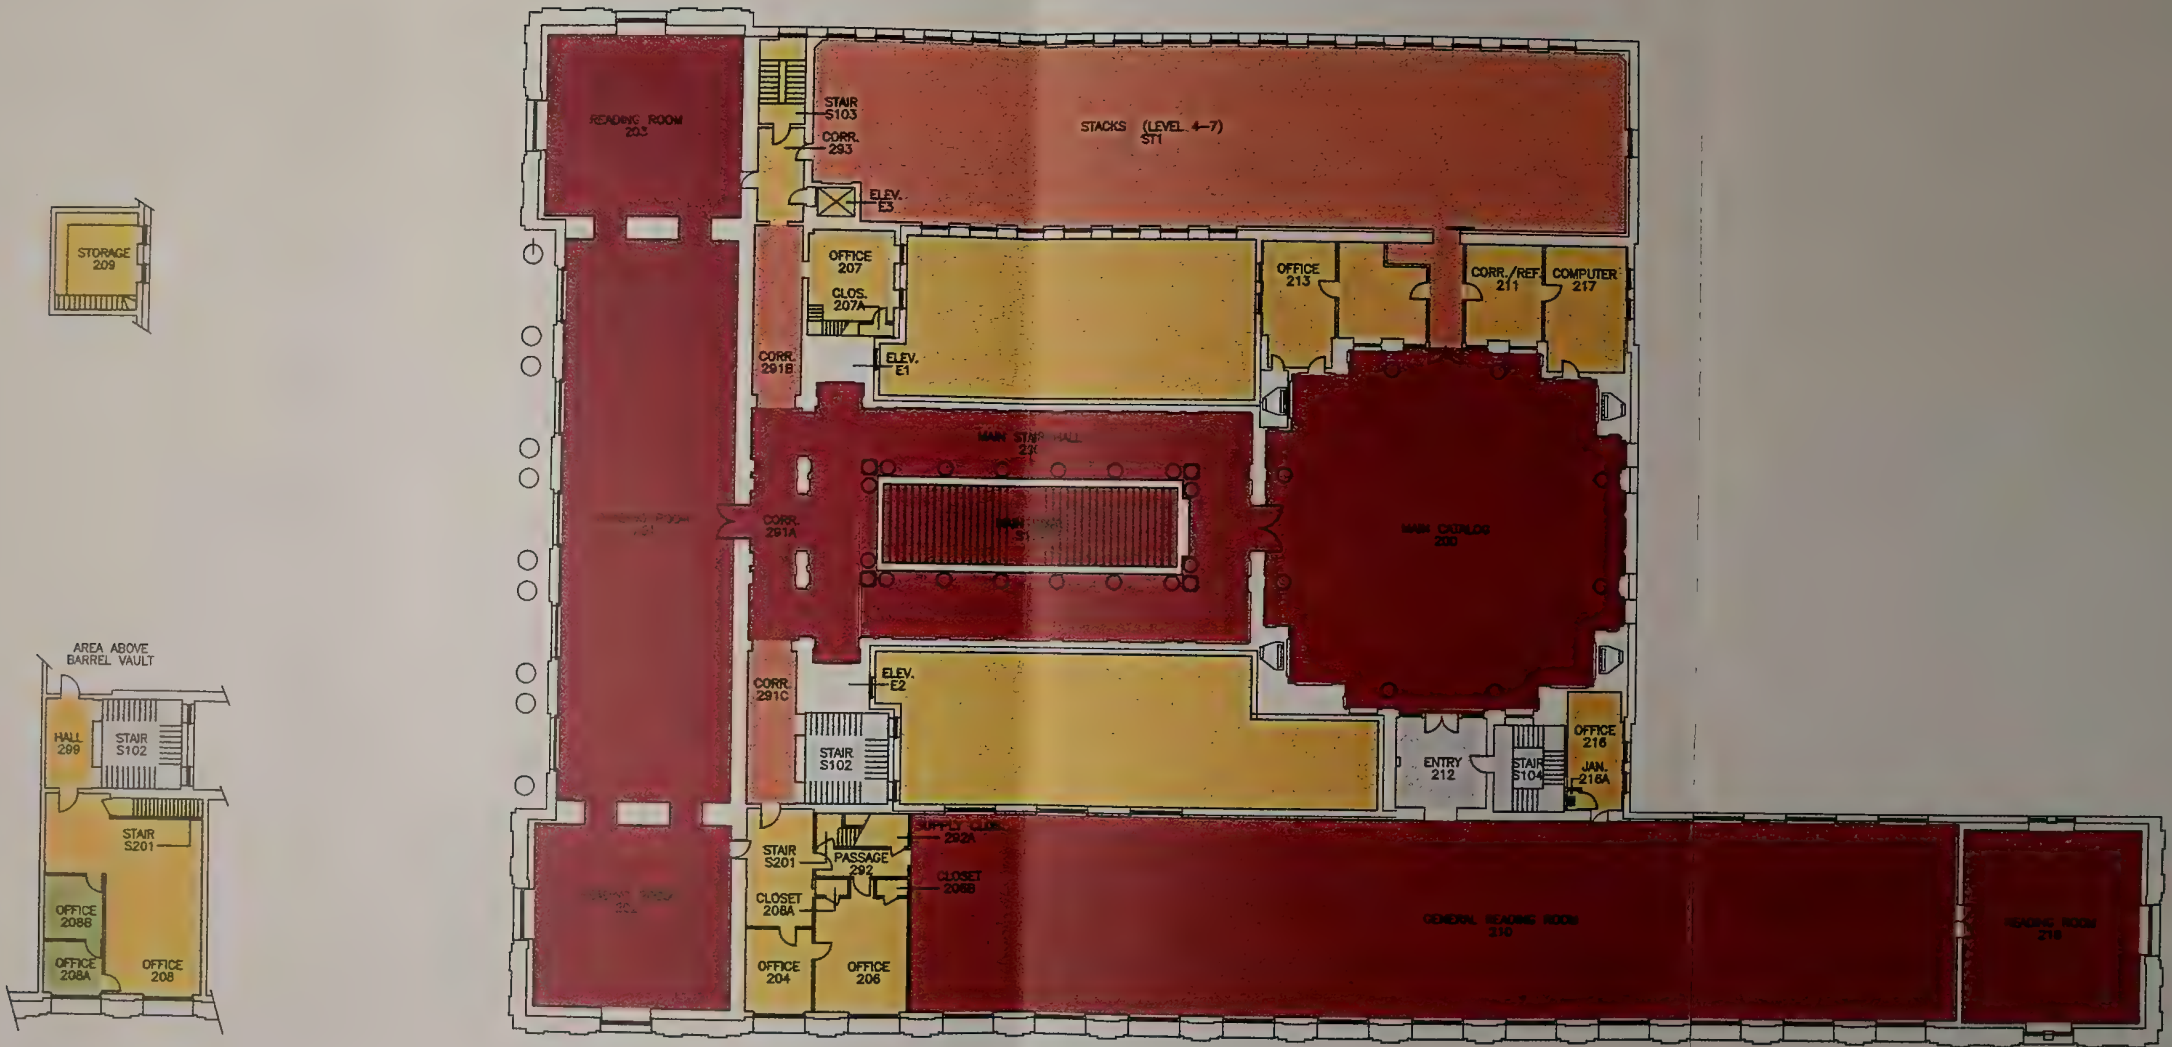 READING ROOM
203
STAIR
S103
CORR.
293
STACKS (LEVEL 4-7)
ST1
ELEV.
E3
STORAGE
209
OFFICE
207
CLOS.
207A
OFFICE
213
CORR./REF.
211
COMPUTER
217
CORR.
291B
ELEV.
E1
MAIN STAIR HALL
CORR.
291A
MAIN
MAIN CATALOG
200
AREA ABOVE
BARREL VAULT
HALL
299
STAIR
S102
CORR.
291C
ELEV.
E2
STAIR
S102
ENTRY
212
STAIR
S104
OFFICE
216
JAN.
216A
STAIR
S201
OFFICE
208B
OFFICE
208A
OFFICE
208
STAIR
S201
SUPPLY CLOS.
292A
PASSAGE
292
CLOSET
208A
CLOSET
206B
OFFICE
204
OFFICE
206
GENERAL READING ROOM
210
READING ROOM
218